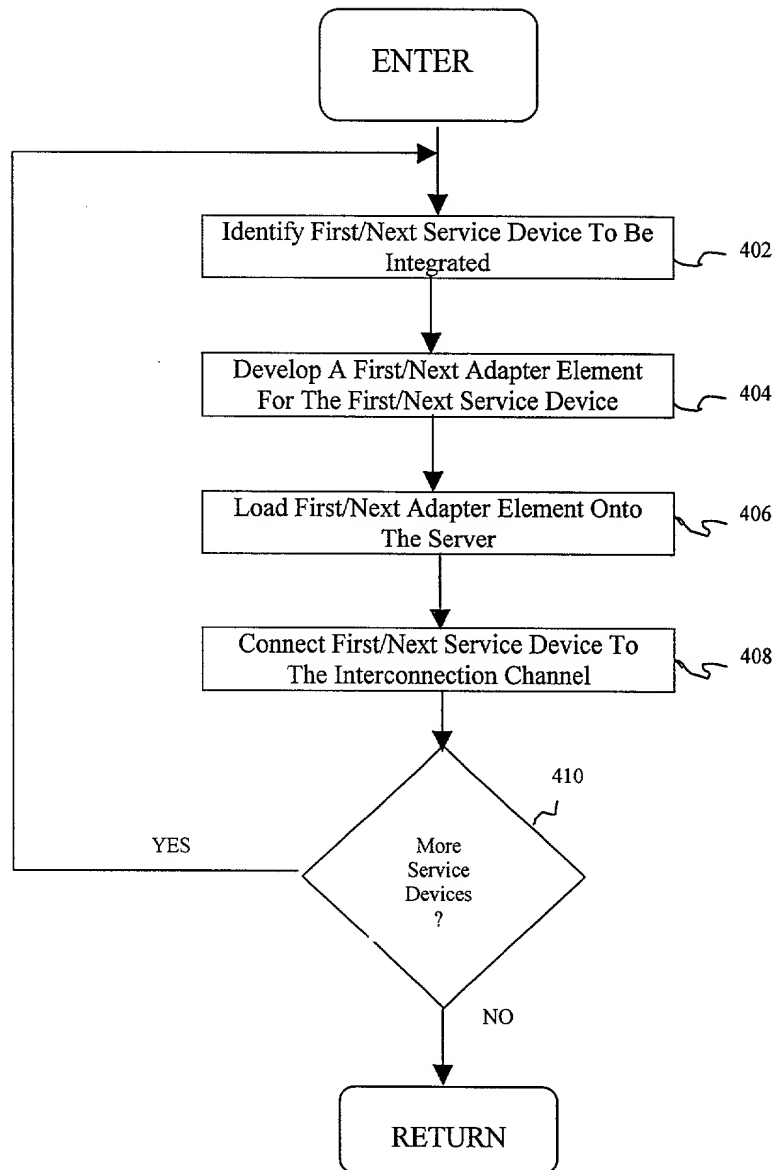 ENTER
Identify First/Next Service Device To Be
Integrated
402
Develop A First/Next Adapter Element
For The First/Next Service Device
404
Load First/Next Adapter Element Onto
The Server
406
Connect First/Next Service Device To
The Interconnection Channel
408
410
YES
More
Service
Devices
?
NO
RETURN